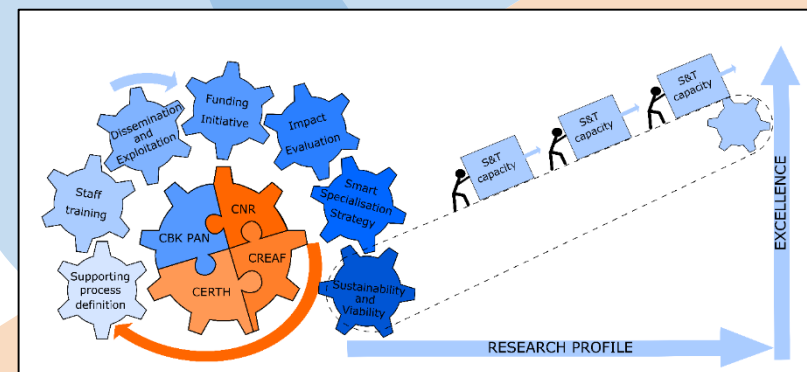 Supporting
process
definition
Staff
training
Dissemination
and
Exploitation
Funding
Initiative
Impact
Evaluation
Smart
Specialisation
Strategy
Sustainability
and
Viability
CBK PAN
CNR
CREAF
CERTH
S&T
capacity
S&T
capacity
S&T
capacity
RESEARCH PROFILE
EXCELLENCE